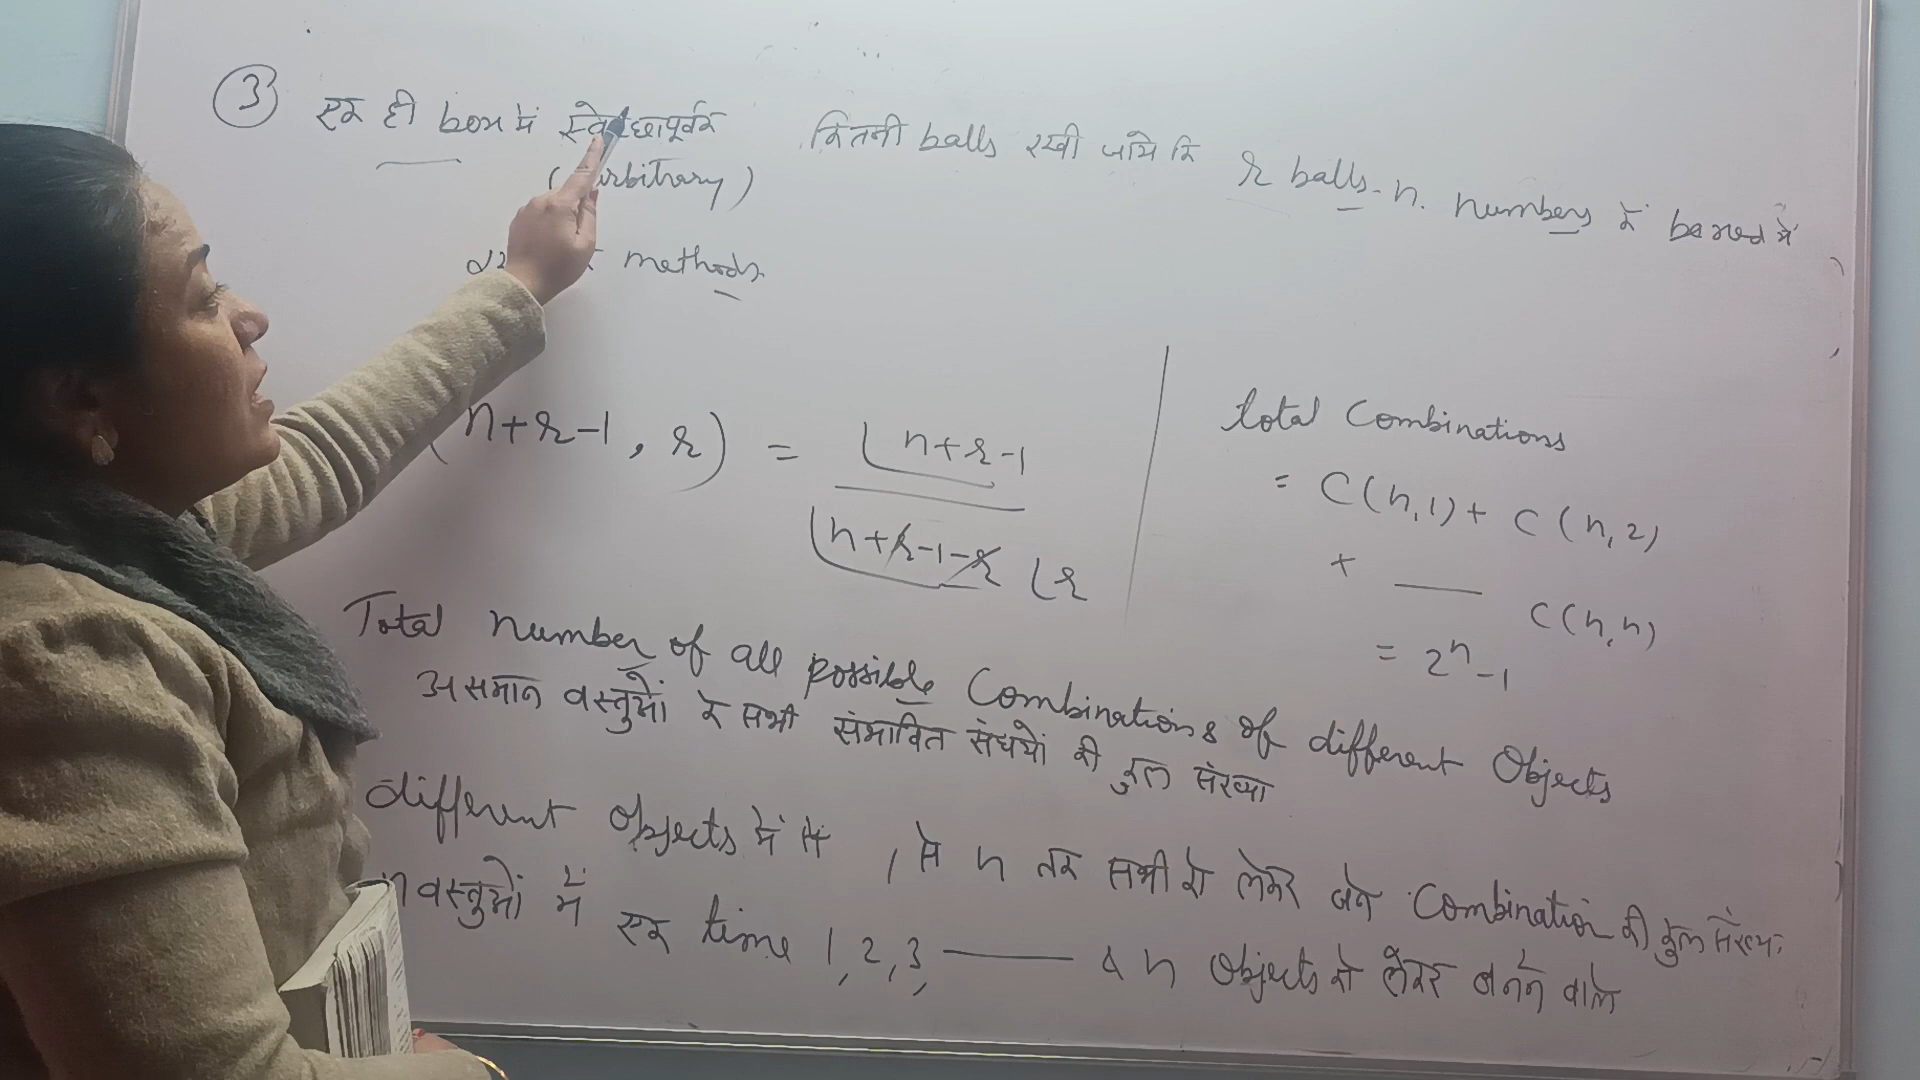 ③ एक ही box में स्वेच्छापूर्वक कितनी balls रखी जाये कि r balls n numbers के boxes में
(arbitrary)
methods
(n+r-1, r) = ⌊n+r-1 / ⌊n+r-1-r ⌊r
total Combinations
= C(n,1) + C(n,2)
+ ___ C(n,n)
= 2ⁿ-1
Total number of all possible Combinations of different Objects
असमान वस्तुओं के सभी संभावित संचयों की कुल संख्या
different objects में से 1 से n तक सभी को लेकर बने Combination की कुल संख्या
n वस्तुओं में एक time 1, 2, 3, ___ & n objects को लेकर बनने वाले